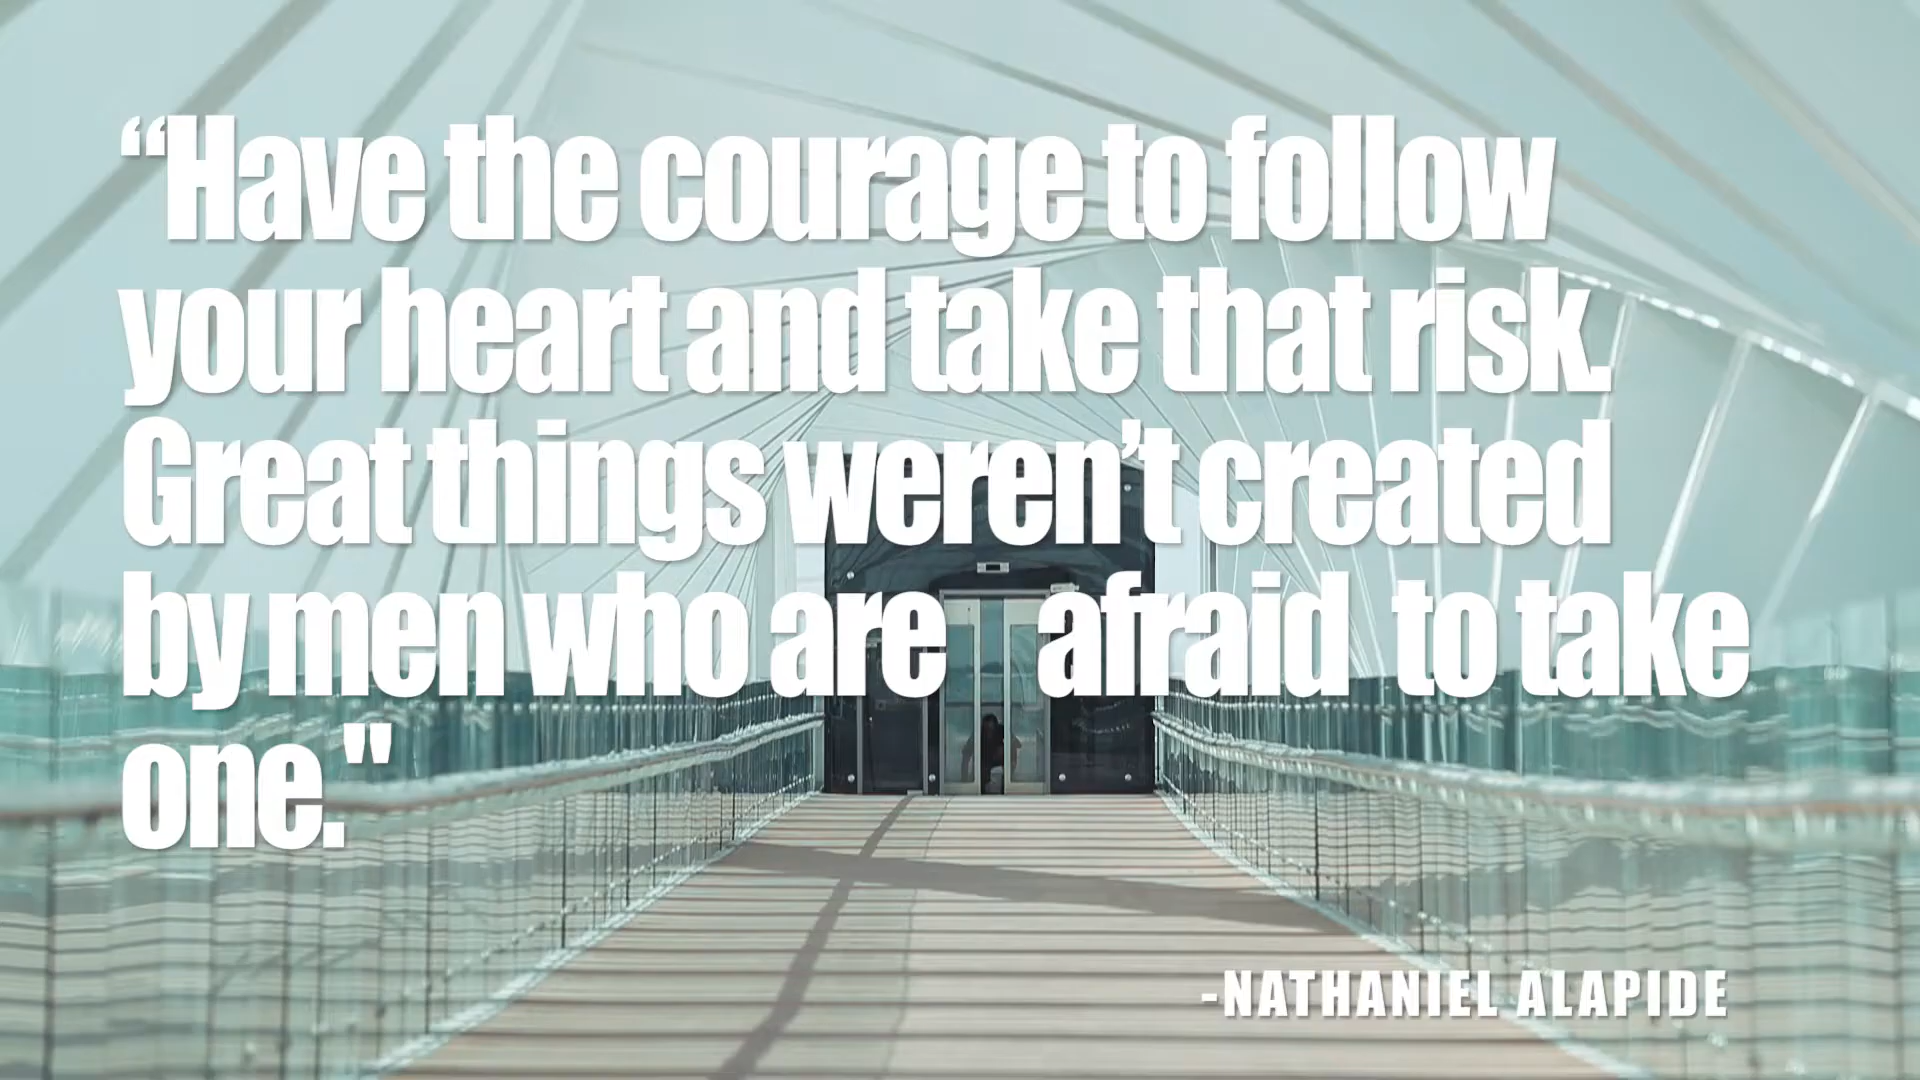 “Have the courage to follow
your heart and take that risk.
Great things weren’t created
by men who are afraid to take
one."
-NATHANIEL ALAPIDE